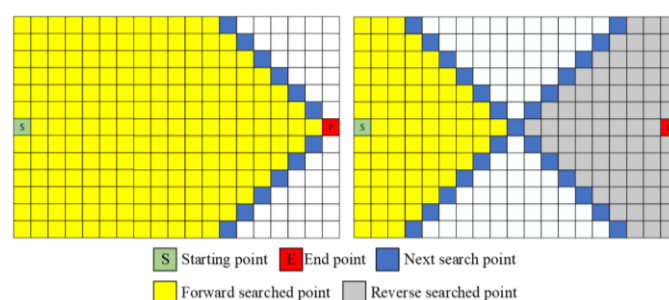 S
S
S Starting point E End point Next search point
Forward searched point Reverse searched point